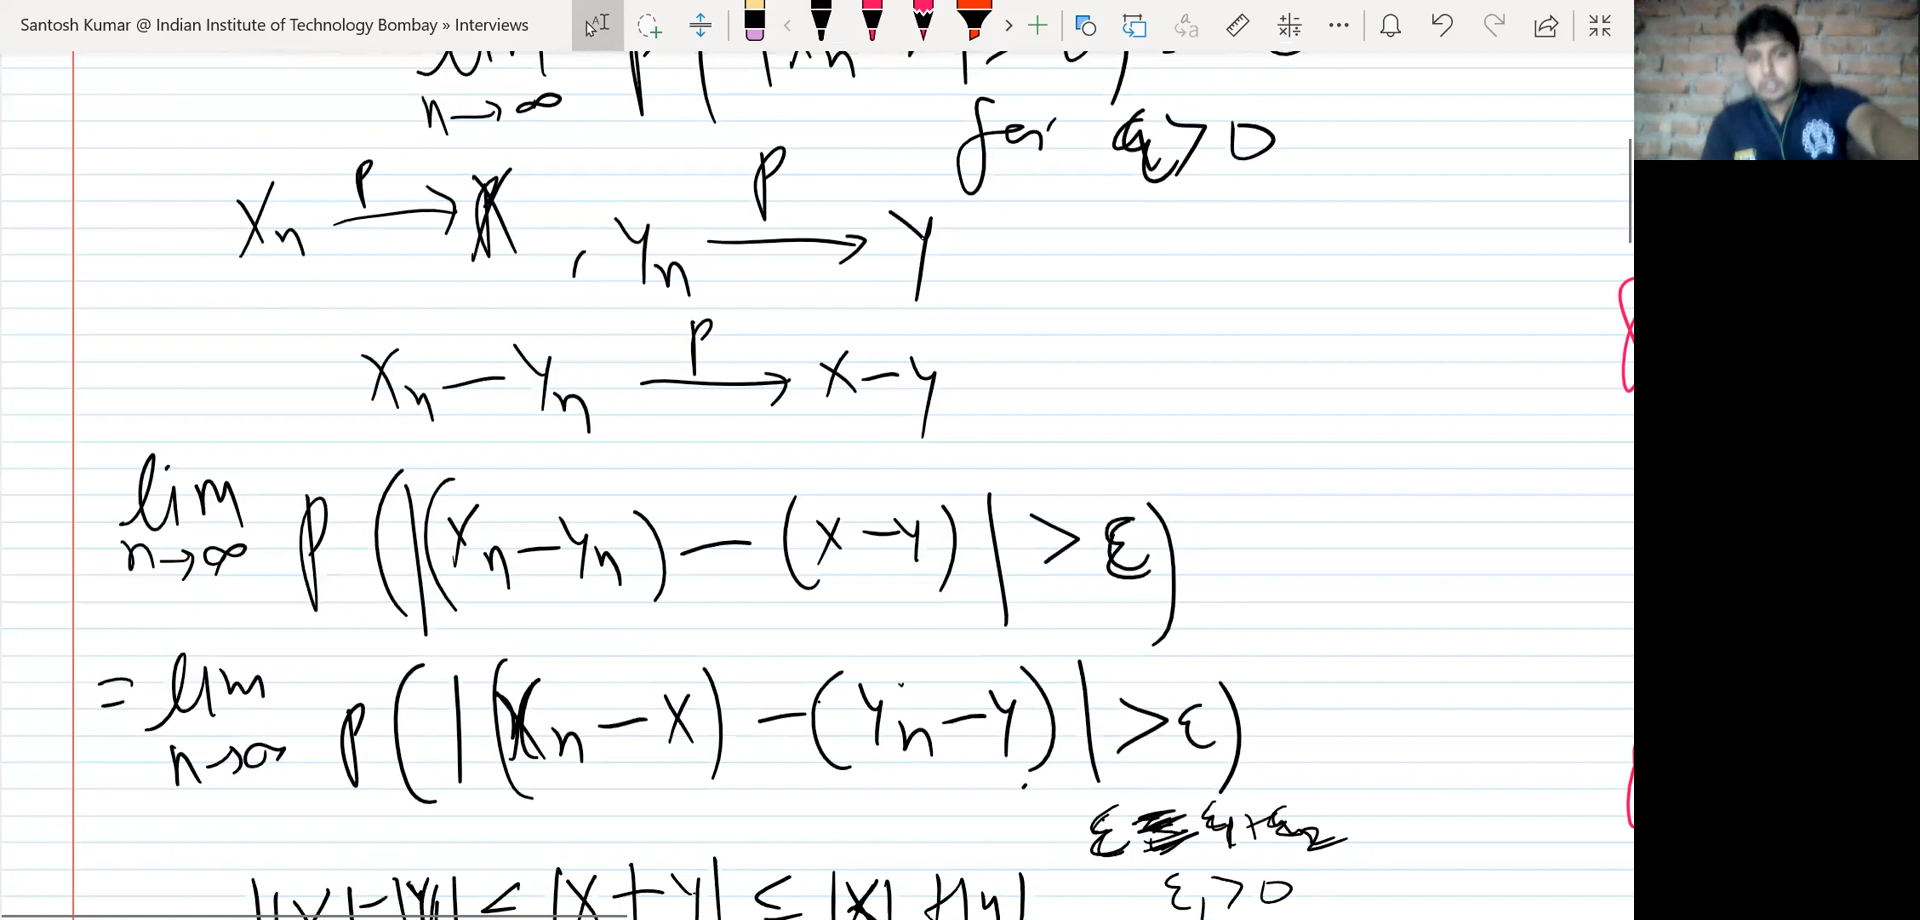 Santosh Kumar @ Indian Institute of Technology Bombay » Interviews
lim
n→∞
for ε > 0
Xn →^P X , Yn →^P Y
Xn − Yn →^P X − Y
lim n→∞ P(|(Xn − Yn) − (X − Y)| > ε)
= lim n→∞ P(|(Xn − X) − (Yn − Y)| > ε)
ε = ε1 + ε2
||X| − |Y|| ≤ |X + Y| ≤ |X| + |Y|
ε1 > 0